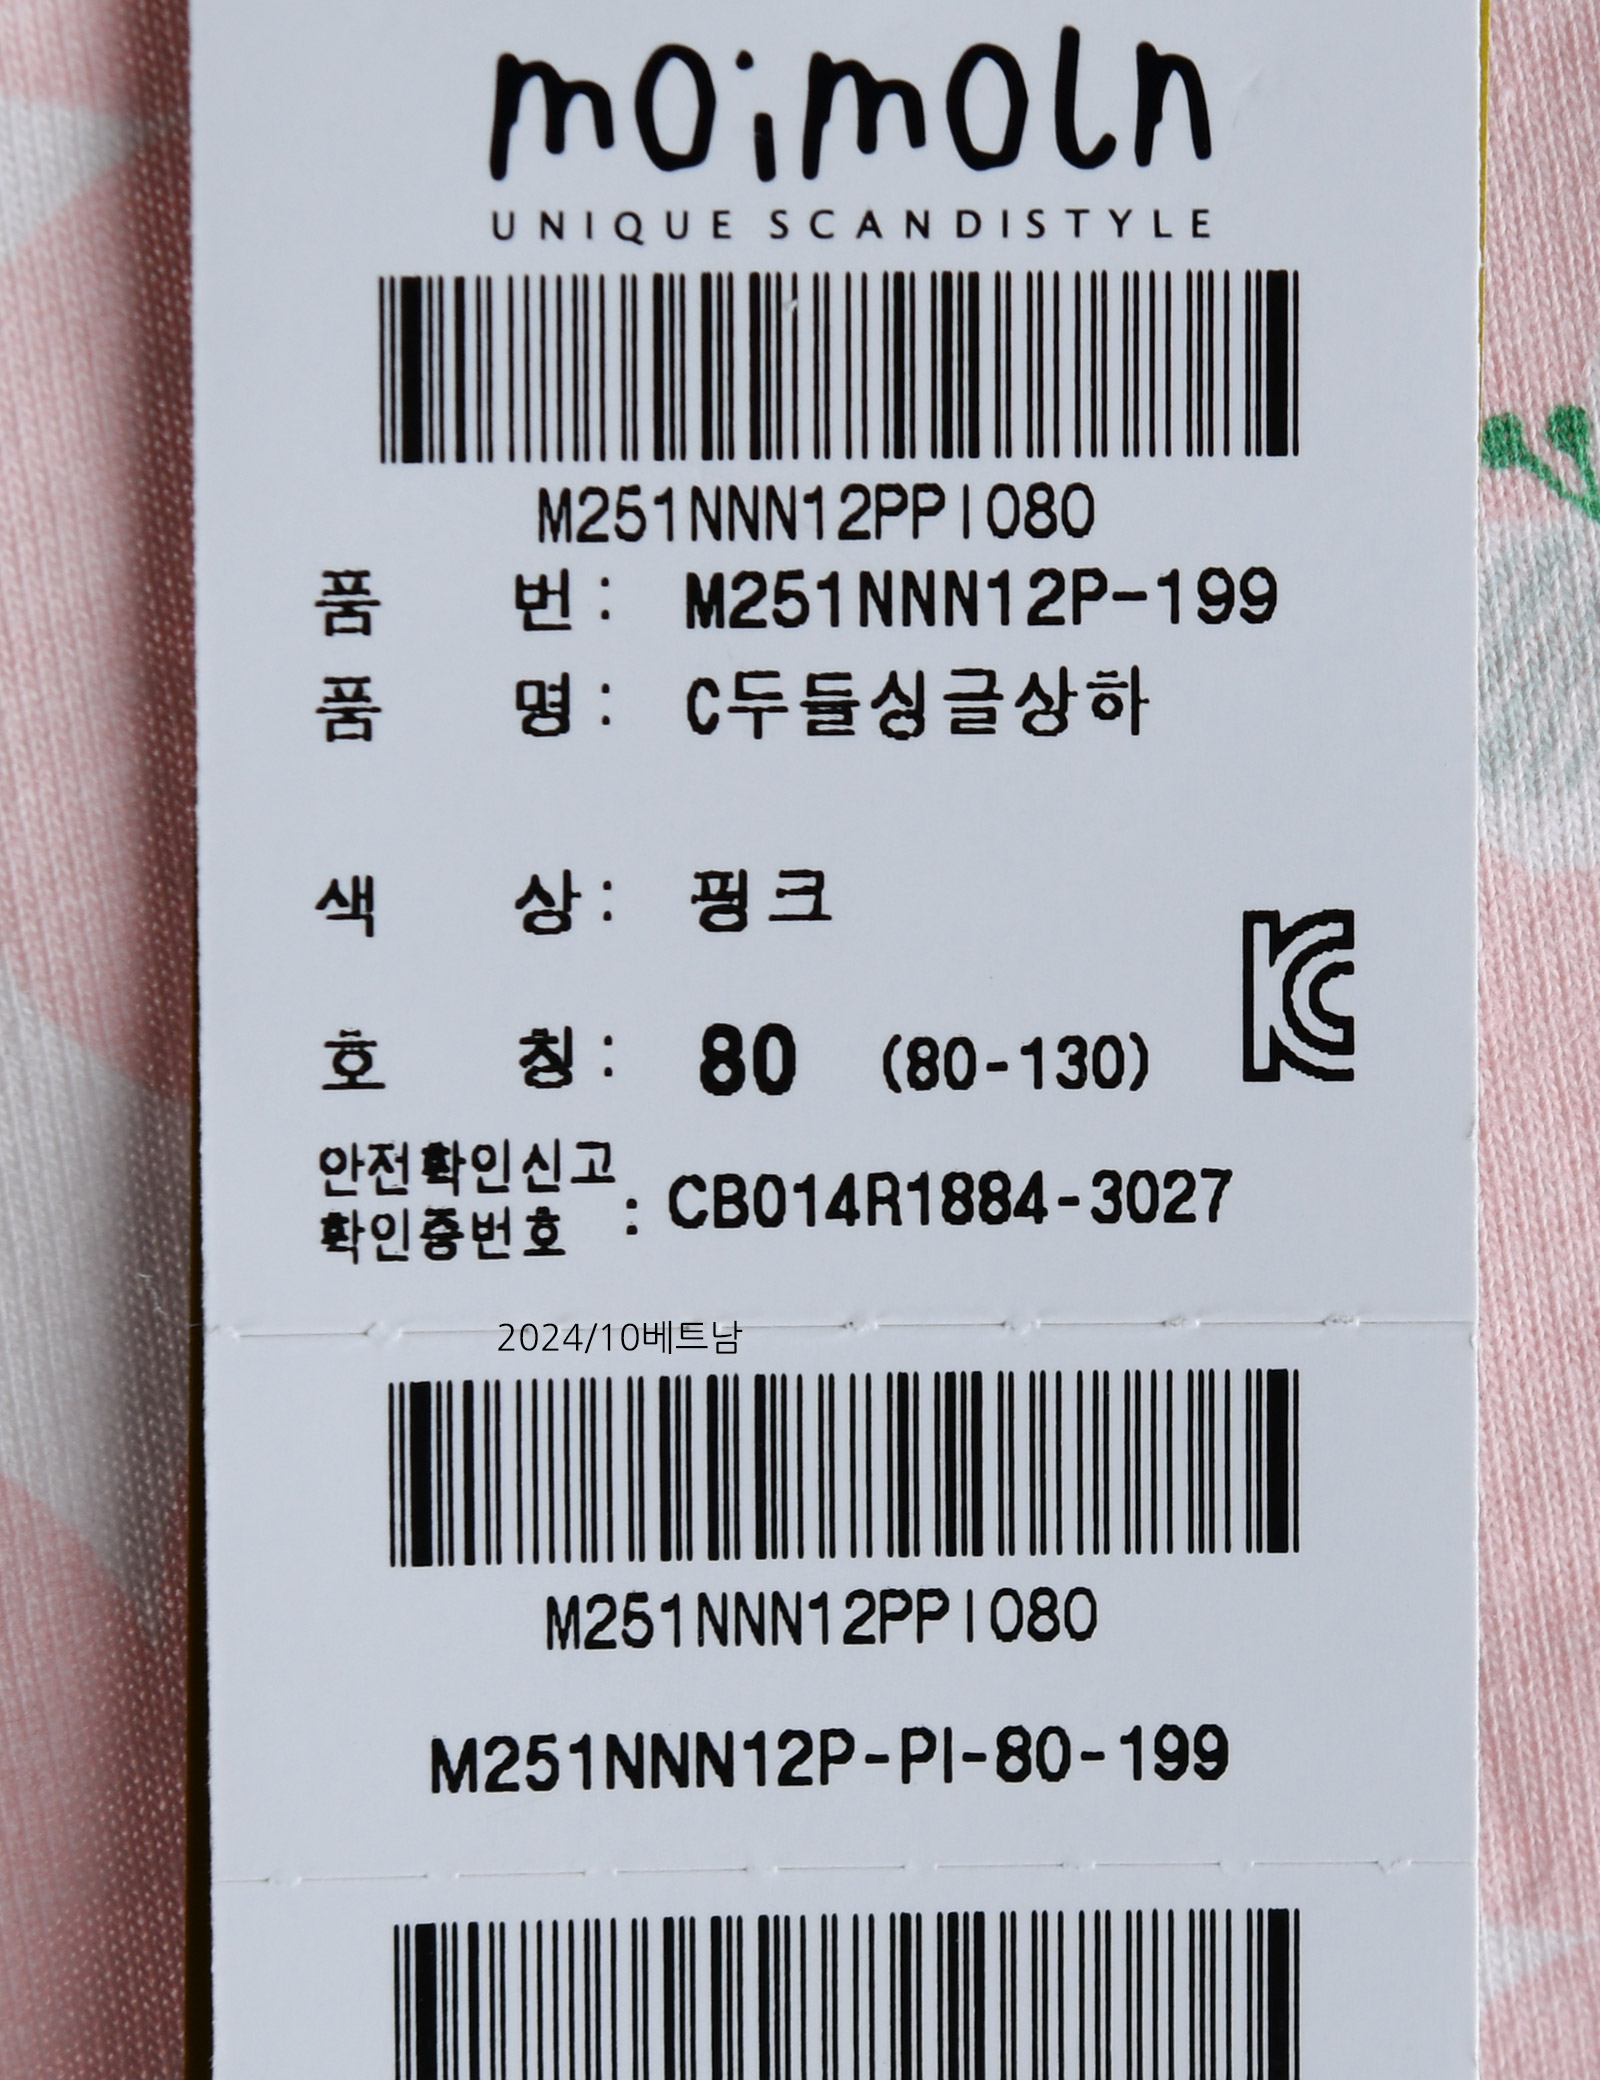 moimoln
UNIQUE SCANDISTYLE
M251NNN12PPI080
품 번 : M251NNN12P-199
품 명 : C두들싱글상하
색 상 : 핑크
호 칭 : 80 (80-130)
안전확인신고
확인증번호 : CB014R1884-3027
2024/10베트남
M251NNN12PPI080
M251NNN12P-PI-80-199